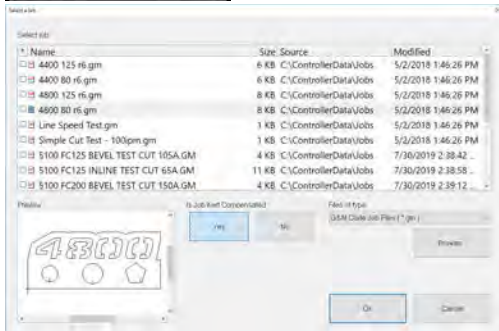 Select a Job
Select Job
* Name Size Source Modified
4400 125 r6.gm 6 KB C:\ControllerData\Jobs 5/2/2018 1:46:26 PM
4400 80 r6.gm 6 KB C:\ControllerData\Jobs 5/2/2018 1:46:26 PM
4800 125 r6.gm 8 KB C:\ControllerData\Jobs 5/2/2018 1:46:26 PM
4800 80 r6.gm 8 KB C:\ControllerData\Jobs 5/2/2018 1:46:26 PM
Line Speed Test.gm 1 KB C:\ControllerData\Jobs 5/2/2018 1:46:26 PM
Simple Cut Test - 100ipm.gm 1 KB C:\ControllerData\Jobs 5/2/2018 1:46:26 PM
5100 FC125 BEVEL TEST CUT 105A.GM 4 KB C:\ControllerData\Jobs 7/30/2019 2:38:42 ...
5100 FC125 INLINE TEST CUT 65A.GM 11 KB C:\ControllerData\Jobs 7/30/2019 2:38:58 ...
5100 FC200 BEVEL TEST CUT 150A.GM 4 KB C:\ControllerData\Jobs 7/30/2019 2:39:12 ...
Preview Is Job Kerf Compensated Files of type
Yes No G&M Code Job Files (*.gm)
4800
Preview
Ok Cancel